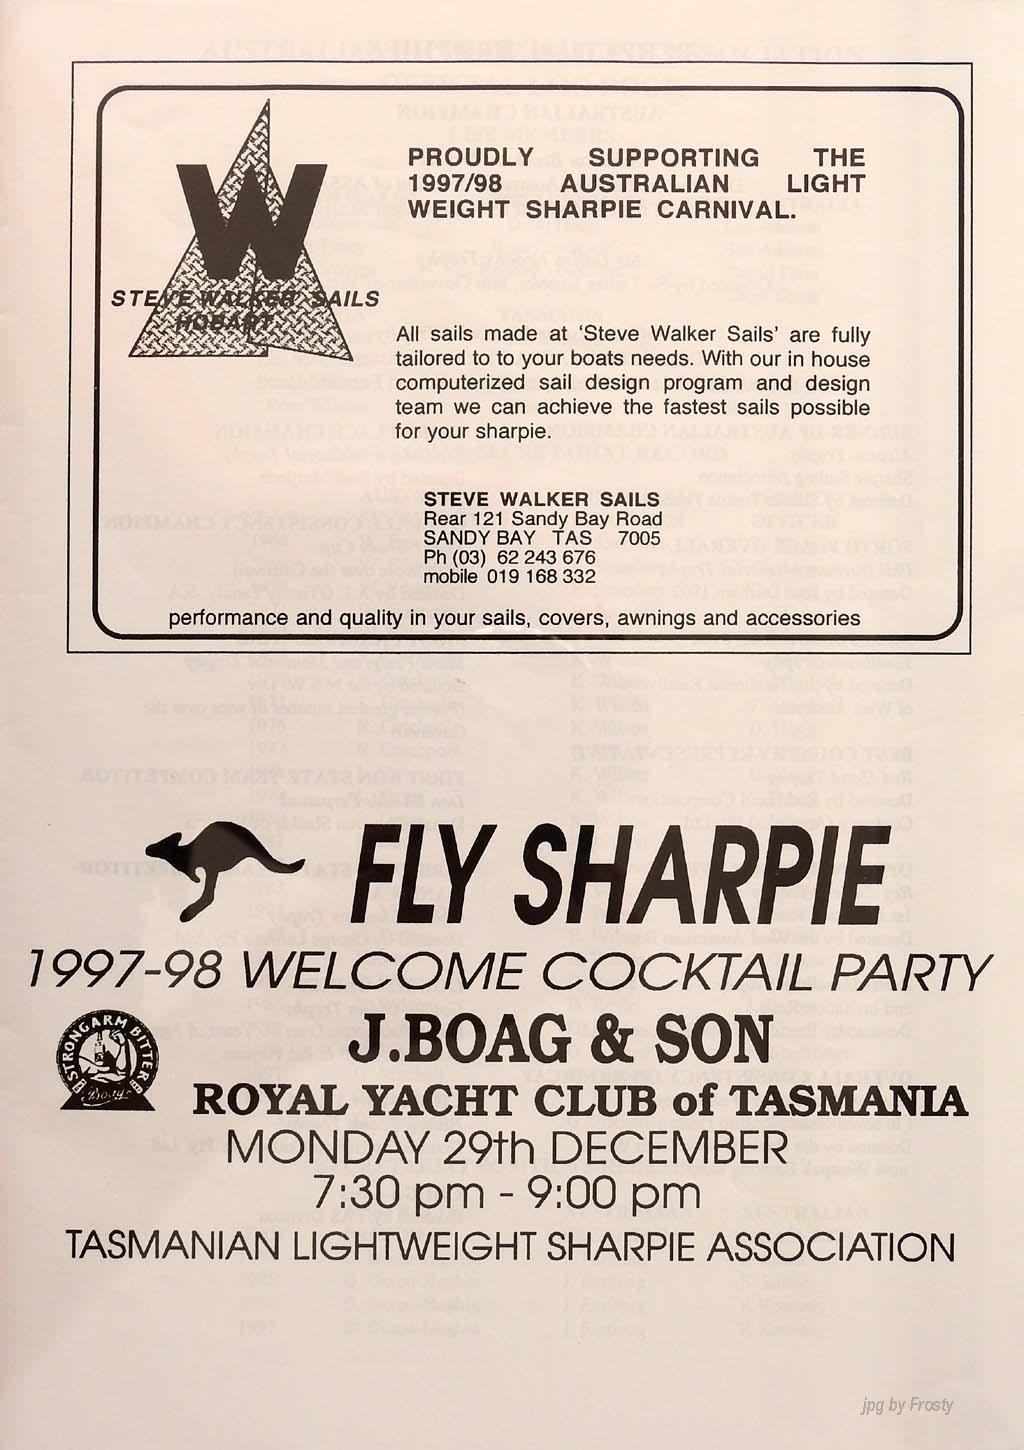 PROUDLY SUPPORTING THE
1997/98 AUSTRALIAN LIGHT
WEIGHT SHARPIE CARNIVAL.
W
STEVE WALKER SAILS
HOBART
All sails made at 'Steve Walker Sails' are fully
tailored to to your boats needs. With our in house
computerized sail design program and design
team we can achieve the fastest sails possible
for your sharpie.
STEVE WALKER SAILS
Rear 121 Sandy Bay Road
SANDY BAY TAS 7005
Ph (03) 62 243 676
mobile 019 168 332
performance and quality in your sails, covers, awnings and accessories
FLY SHARPIE
1997-98 WELCOME COCKTAIL PARTY
STRONGARM BITTER
Boag's
J.BOAG & SON
ROYAL YACHT CLUB of TASMANIA
MONDAY 29th DECEMBER
7:30 pm - 9:00 pm
TASMANIAN LIGHTWEIGHT SHARPIE ASSOCIATION
jpg by Frosty